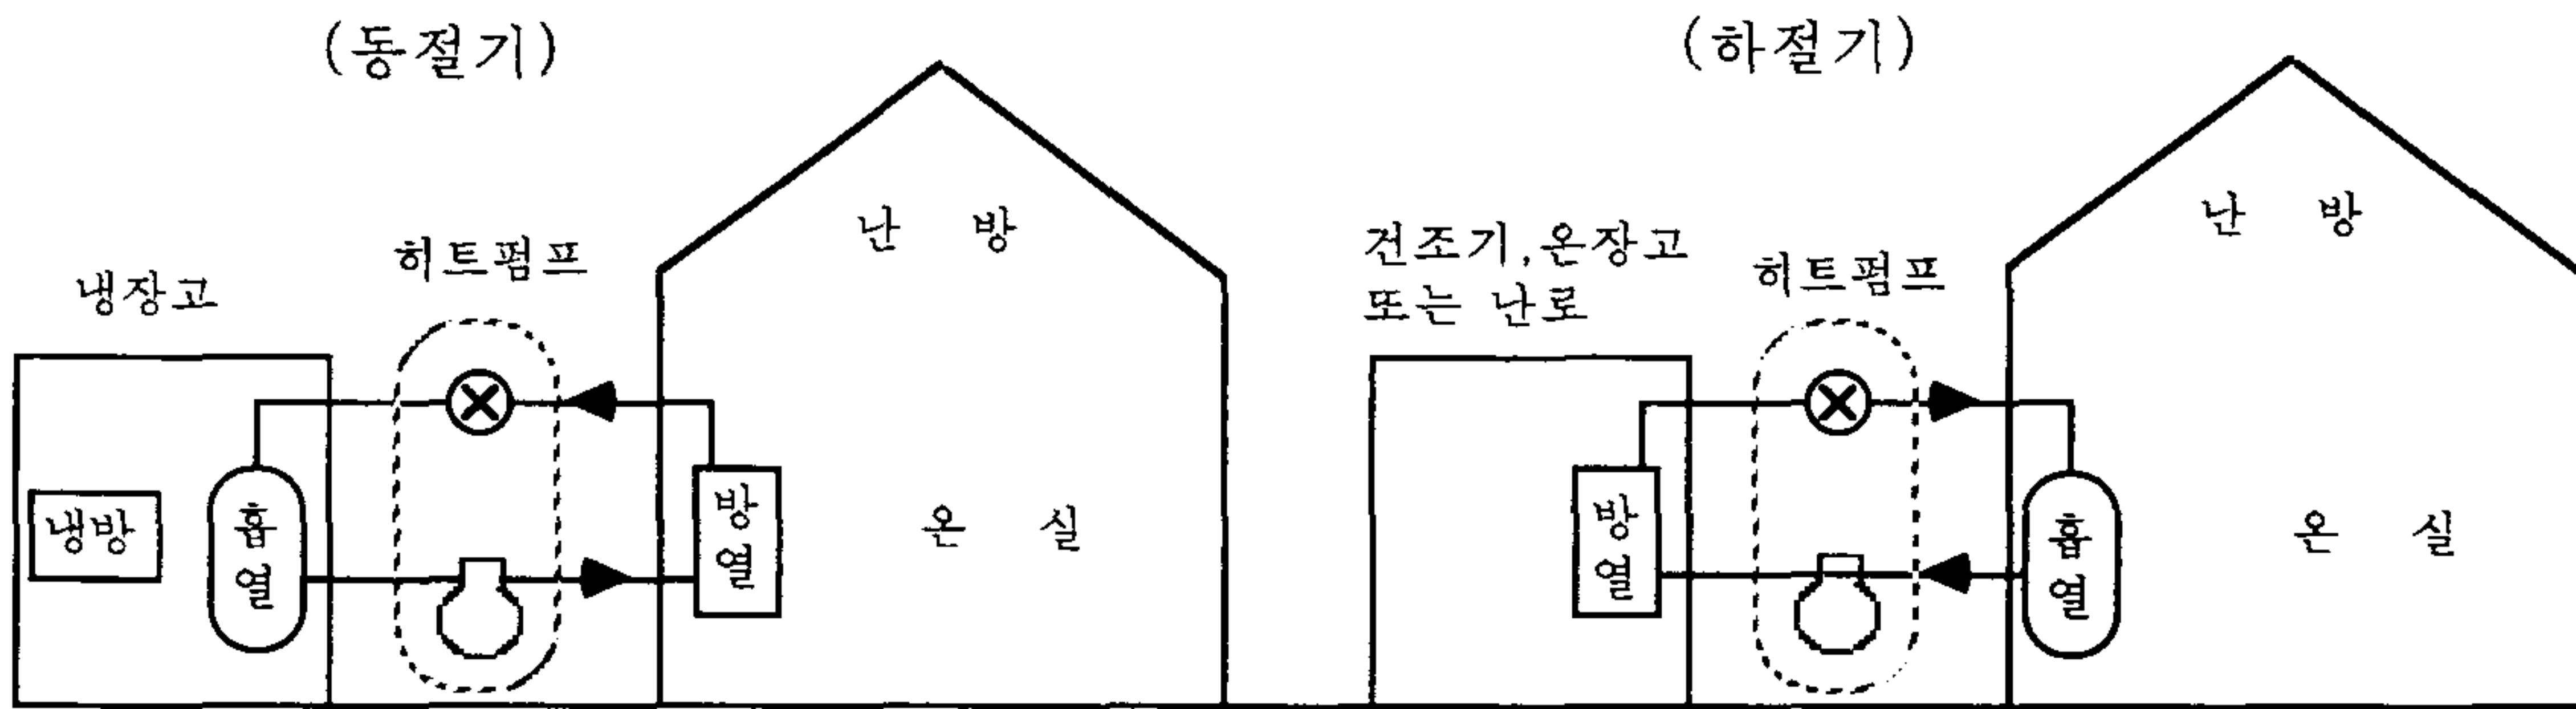 (동절기)
난 방
히트펌프
냉장고
냉방
흡열
방열
온 실
(하절기)
난 방
건조기,온장고
또는 난로
히트펌프
방열
흡열
온 실